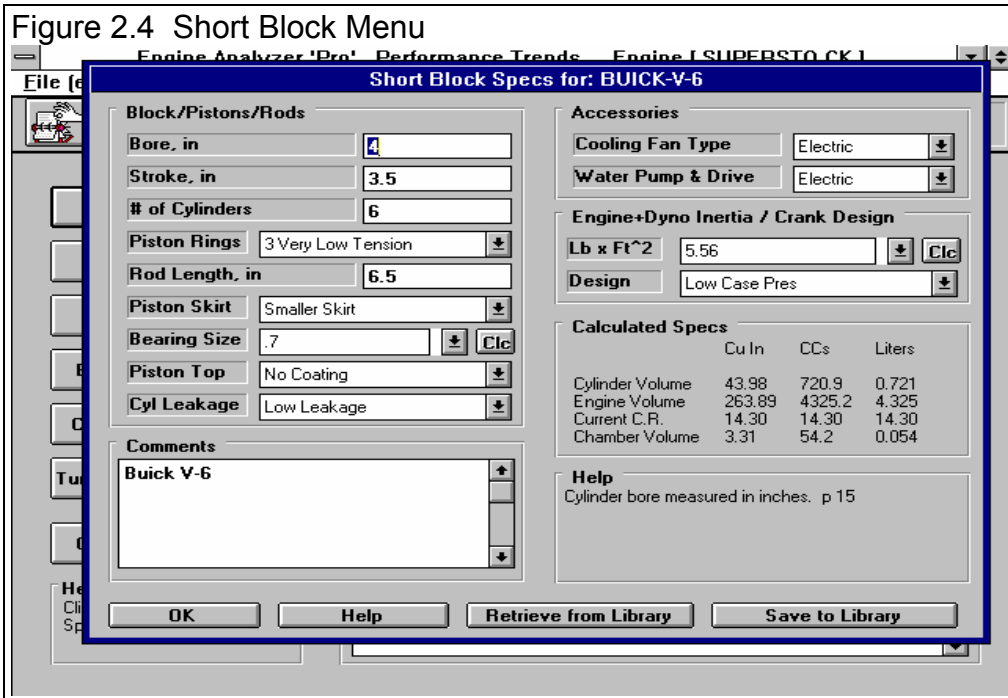 Figure 2.4 Short Block Menu
Engine Analyzer 'Pro' Performance Trends Engine [ SUPERSTOCK ]
File (e
Short Block Specs for: BUICK-V-6
Block/Pistons/Rods
Bore, in 4
Stroke, in 3.5
# of Cylinders 6
Piston Rings 3 Very Low Tension
Rod Length, in 6.5
Piston Skirt Smaller Skirt
Bearing Size .7 Clc
Piston Top No Coating
Cyl Leakage Low Leakage
Comments
Buick V-6
Accessories
Cooling Fan Type Electric
Water Pump & Drive Electric
Engine+Dyno Inertia / Crank Design
Lb x Ft^2 5.56 Clc
Design Low Case Pres
Calculated Specs
Cu In CCs Liters
Cylinder Volume 43.98 720.9 0.721
Engine Volume 263.89 4325.2 4.325
Current C.R. 14.30 14.30 14.30
Chamber Volume 3.31 54.2 0.054
Help
Cylinder bore measured in inches. p 15
OK Help Retrieve from Library Save to Library
Tu
He
Cli
Sp